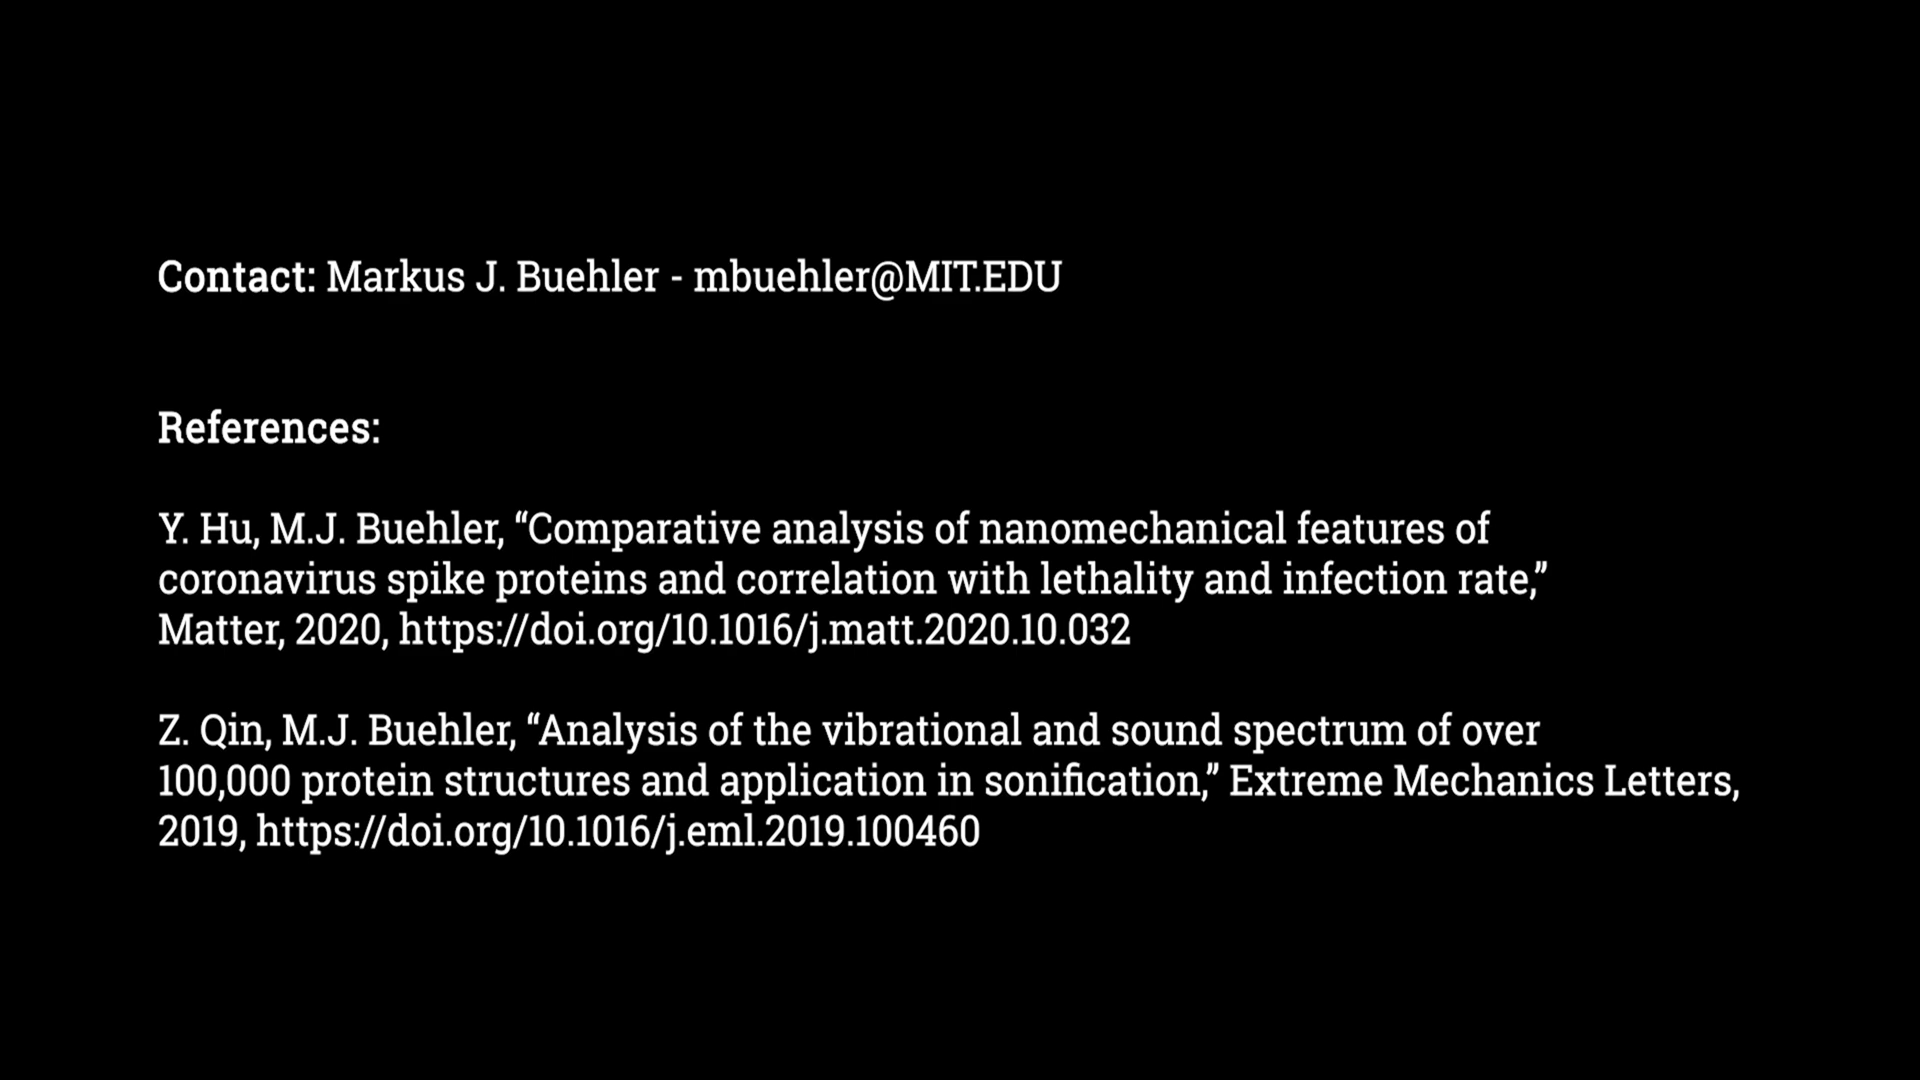 Contact: Markus J. Buehler - mbuehler@MIT.EDU
References:
Y. Hu, M.J. Buehler, “Comparative analysis of nanomechanical features of
coronavirus spike proteins and correlation with lethality and infection rate,”
Matter, 2020, https://doi.org/10.1016/j.matt.2020.10.032
Z. Qin, M.J. Buehler, “Analysis of the vibrational and sound spectrum of over
100,000 protein structures and application in sonification,” Extreme Mechanics Letters,
2019, https://doi.org/10.1016/j.eml.2019.100460